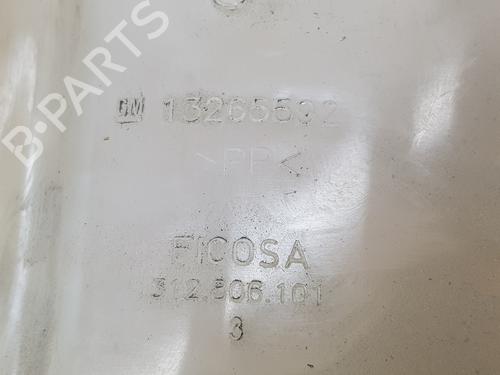 B-PARTS
GM 13265592
>PP<
FICOSA
312.806.101
3